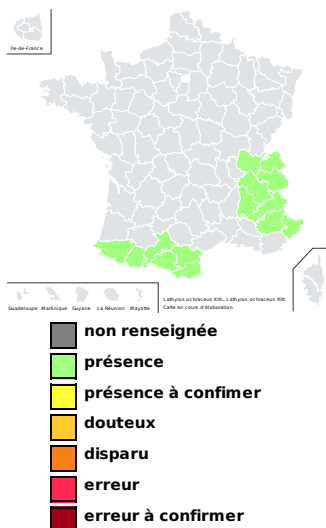 Île-de-France
Guadeloupe Martinique Guyane La Réunion Mayotte
Lathyrus ochraceus Kitt., Lathyrus ochraceus Kitt.
Carte en cours d'élaboration.
non renseignée
présence
présence à confimer
douteux
disparu
erreur
erreur à confirmer